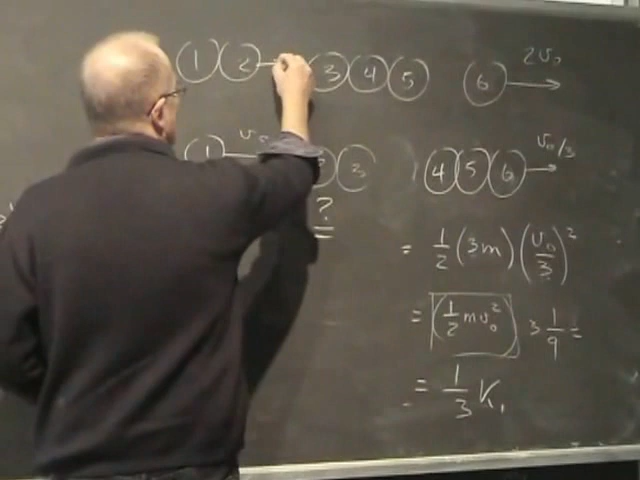 1 2 3 4 5 6 2v₀
1 v₀ 3 4 5 6 v₀/3
?
=
= 1/2 (3m) (v₀/3)²
= (1/2 mv₀²) 3 1/9 =
= 1/3 K₁